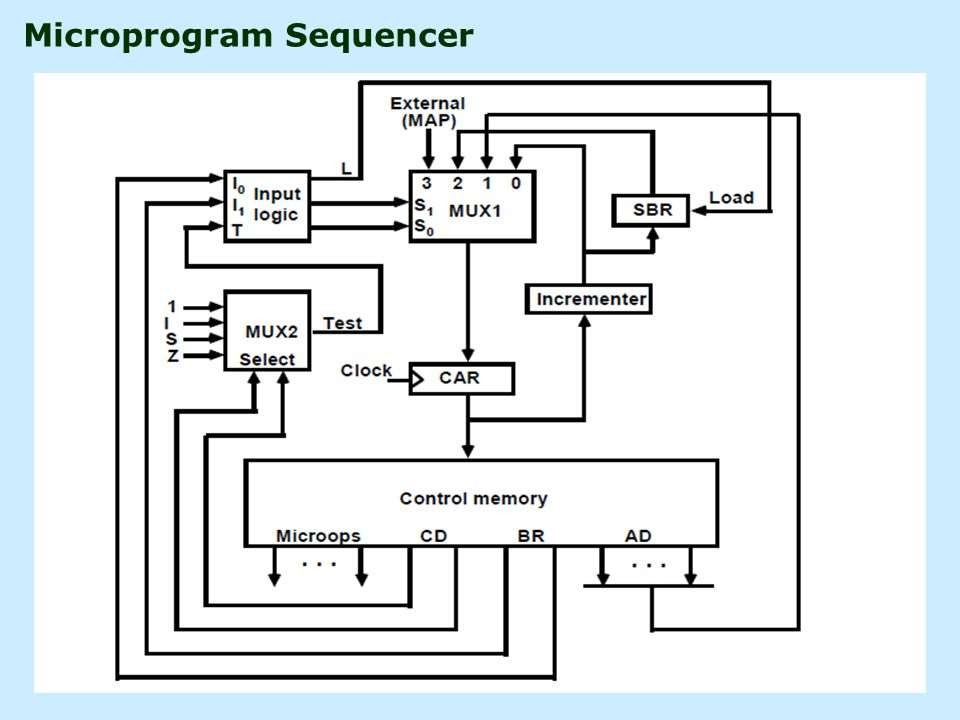 Microprogram Sequencer
External
(MAP)
L
3 2 1 0
I0
I1
T
Input
logic
S1
S0
MUX1
SBR
Load
Incrementer
1
I
S
Z
MUX2
Select
Test
Clock
CAR
Control memory
Microops CD BR AD
. . . . . .